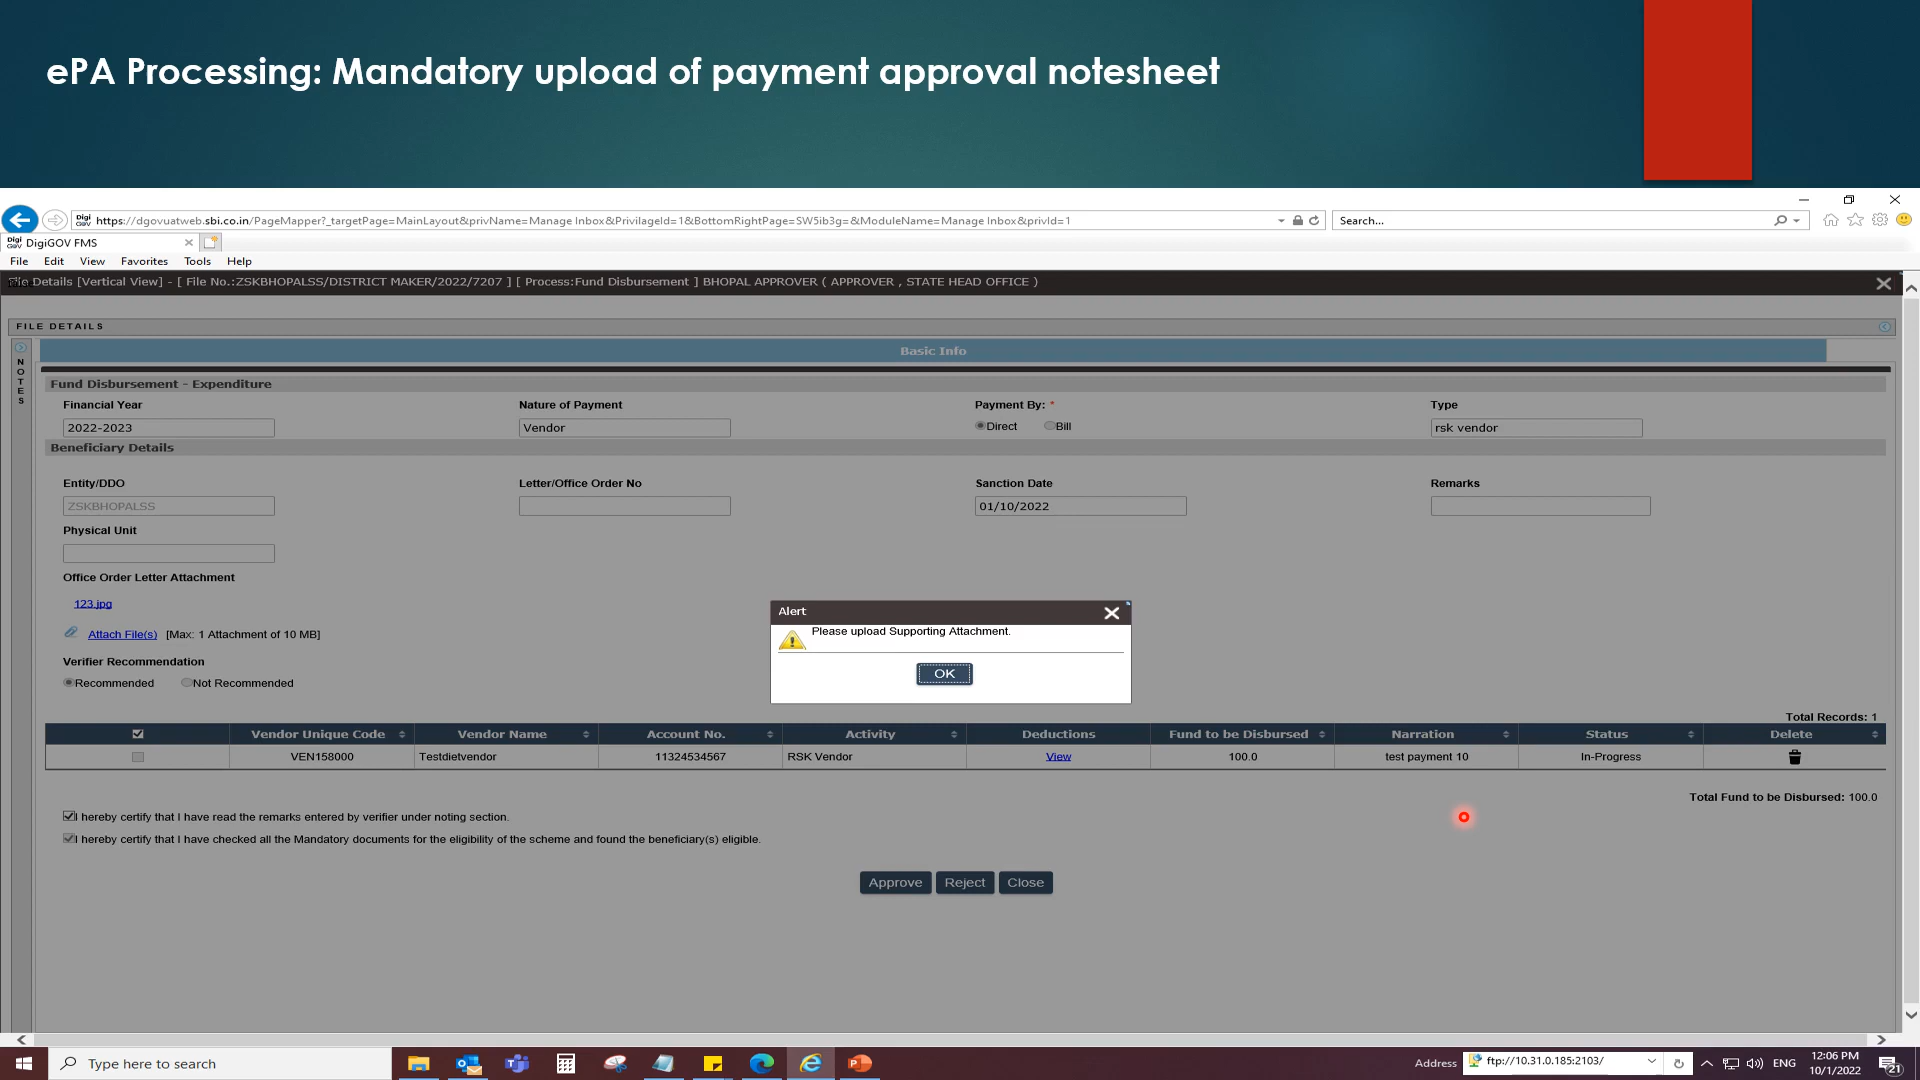 ePA Processing: Mandatory upload of payment approval notesheet
https://dgovuatweb.sbi.co.in/PageMapper?_targetPage=MainLayout&privName=Manage Inbox&PrivilageId=1&BottomRightPage=SW5ib3g=&ModuleName=Manage Inbox&privId=1
Search...
DigiGOV FMS
File Edit View Favorites Tools Help
File Details [Vertical View] - [ File No.:ZSKBHOPALSS/DISTRICT MAKER/2022/7207 ] [ Process:Fund Disbursement ] BHOPAL APPROVER ( APPROVER , STATE HEAD OFFICE )
FILE DETAILS
NOTES
Basic Info
Fund Disbursement - Expenditure
Financial Year Nature of Payment Payment By: * Type
2022-2023 Vendor Direct Bill rsk vendor
Beneficiary Details
Entity/DDO Letter/Office Order No Sanction Date Remarks
ZSKBHOPALSS 01/10/2022
Physical Unit
Office Order Letter Attachment
123.jpg
Attach File(s) [Max: 1 Attachment of 10 MB]
Verifier Recommendation
Recommended Not Recommended
Alert
Please upload Supporting Attachment.
OK
Total Records: 1
Vendor Unique Code Vendor Name Account No. Activity Deductions Fund to be Disbursed Narration Status Delete
VEN158000 Testdietvendor 11324534567 RSK Vendor View 100.0 test payment 10 In-Progress
Total Fund to be Disbursed: 100.0
I hereby certify that I have read the remarks entered by verifier under noting section.
I hereby certify that I have checked all the Mandatory documents for the eligibility of the scheme and found the beneficiary(s) eligible.
Approve Reject Close
Type here to search
Address ftp://10.31.0.185:2103/
ENG
12:06 PM
10/1/2022
21